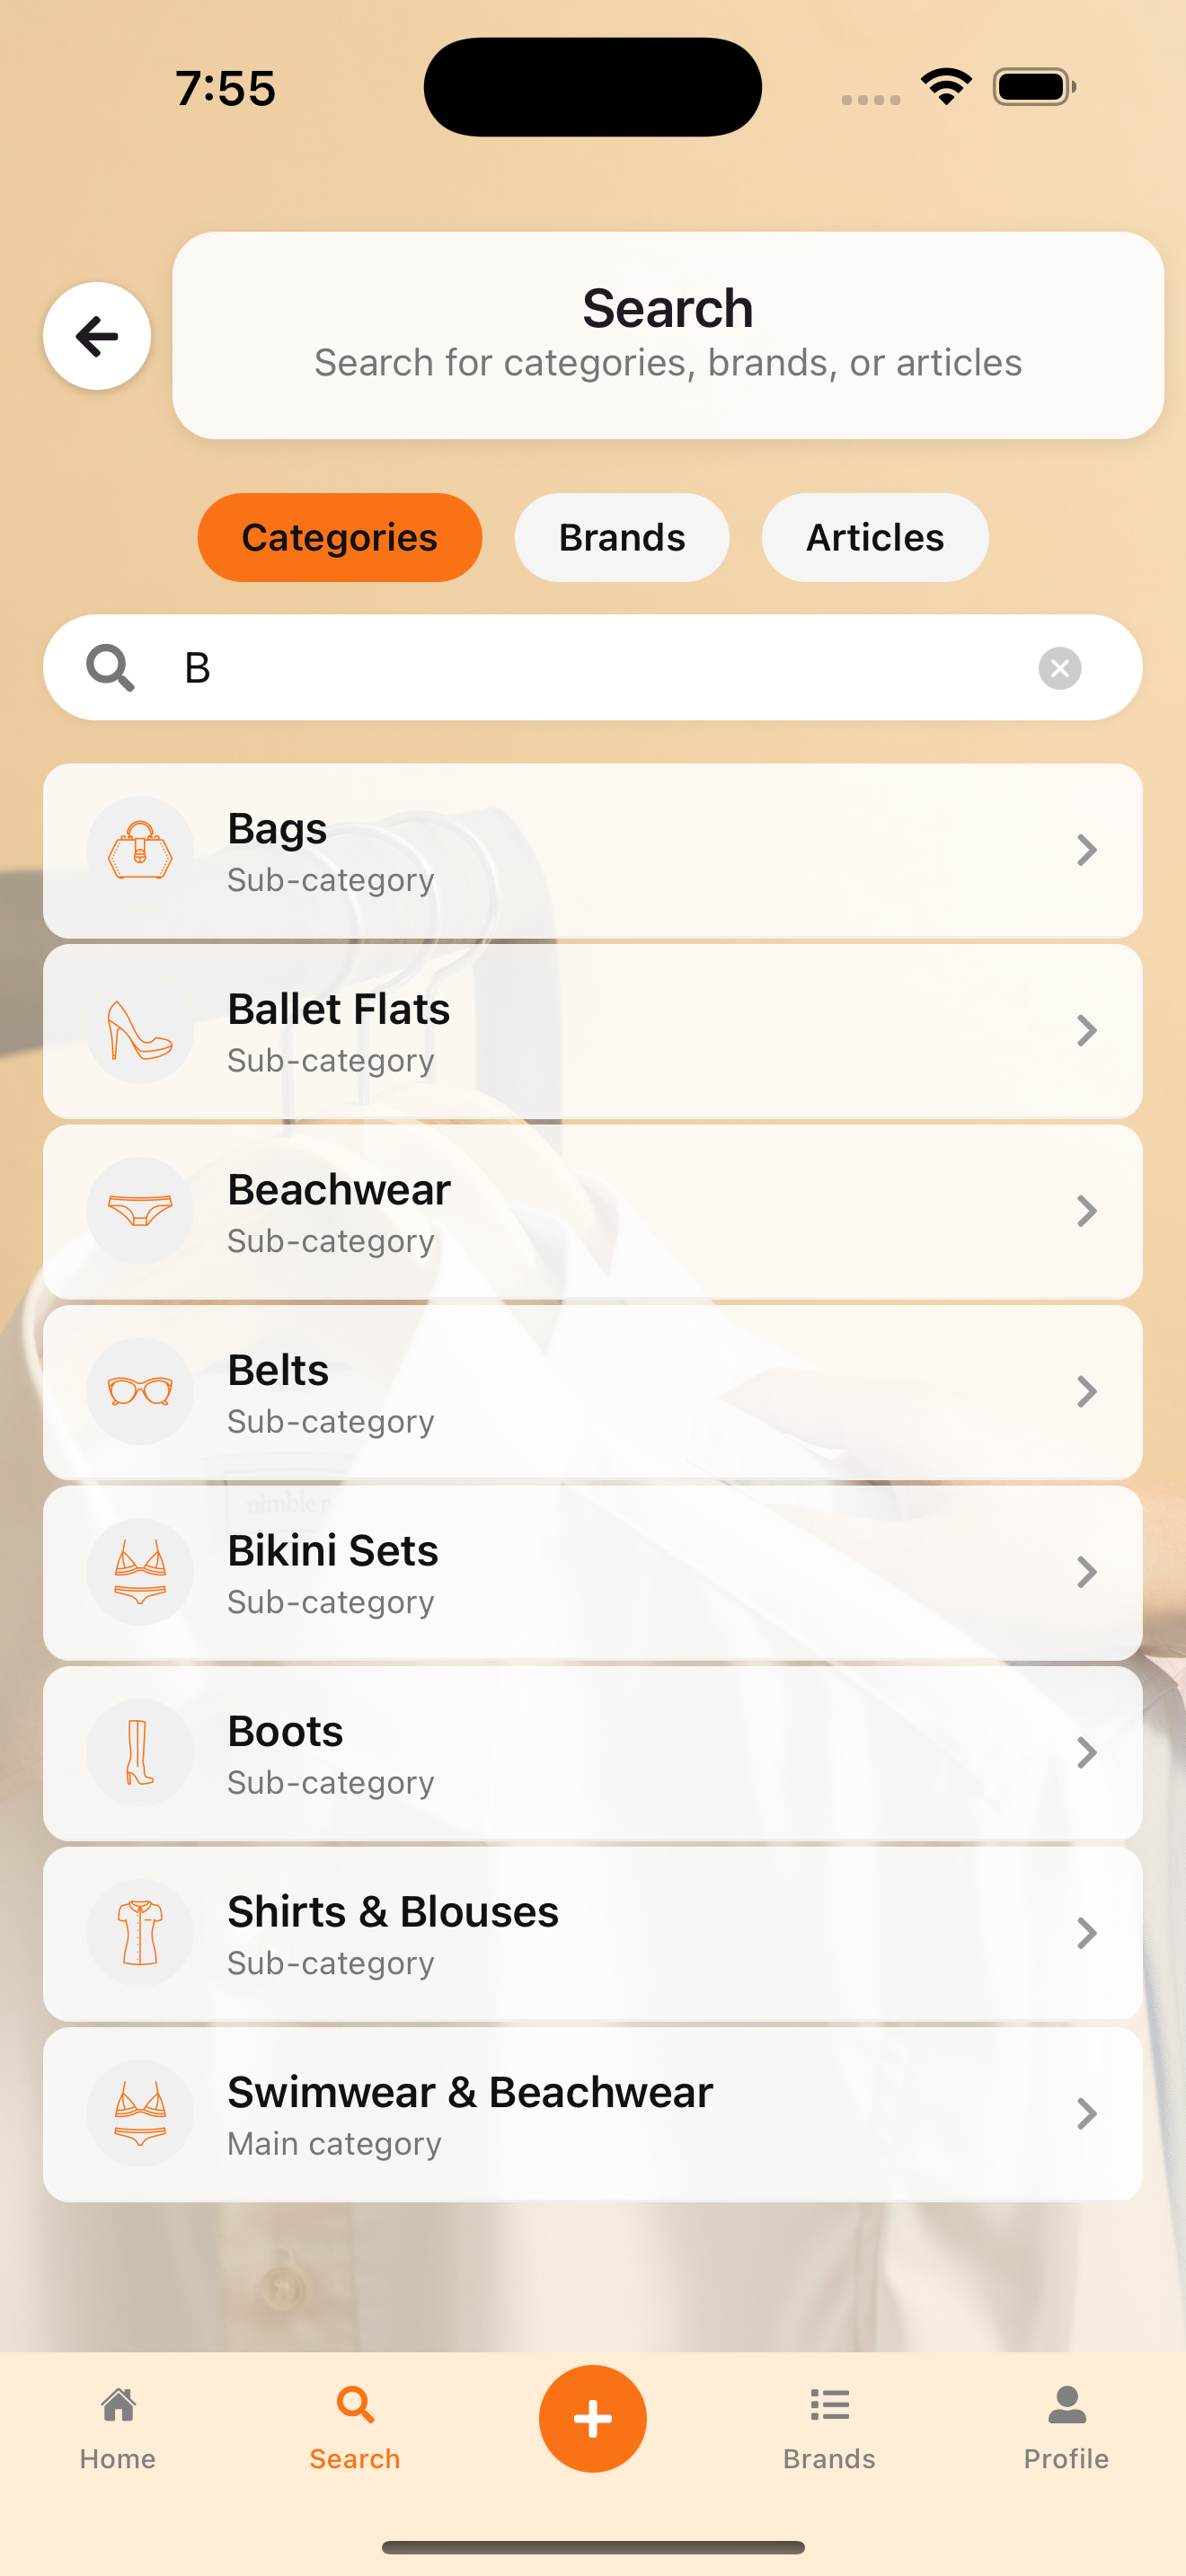 7:55
Search
Search for categories, brands, or articles
Categories
Brands
Articles
B
Bags
Sub-category
Ballet Flats
Sub-category
Beachwear
Sub-category
Belts
Sub-category
nimbler
Bikini Sets
Sub-category
Boots
Sub-category
Shirts & Blouses
Sub-category
Swimwear & Beachwear
Main category
Home
Search
Brands
Profile